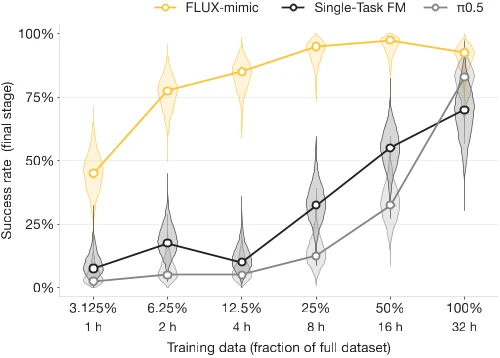 FLUX-mimic Single-Task FM π0.5
Success rate (final stage)
100%
75%
50%
25%
0%
3.125% 6.25% 12.5% 25% 50% 100%
1 h 2 h 4 h 8 h 16 h 32 h
Training data (fraction of full dataset)